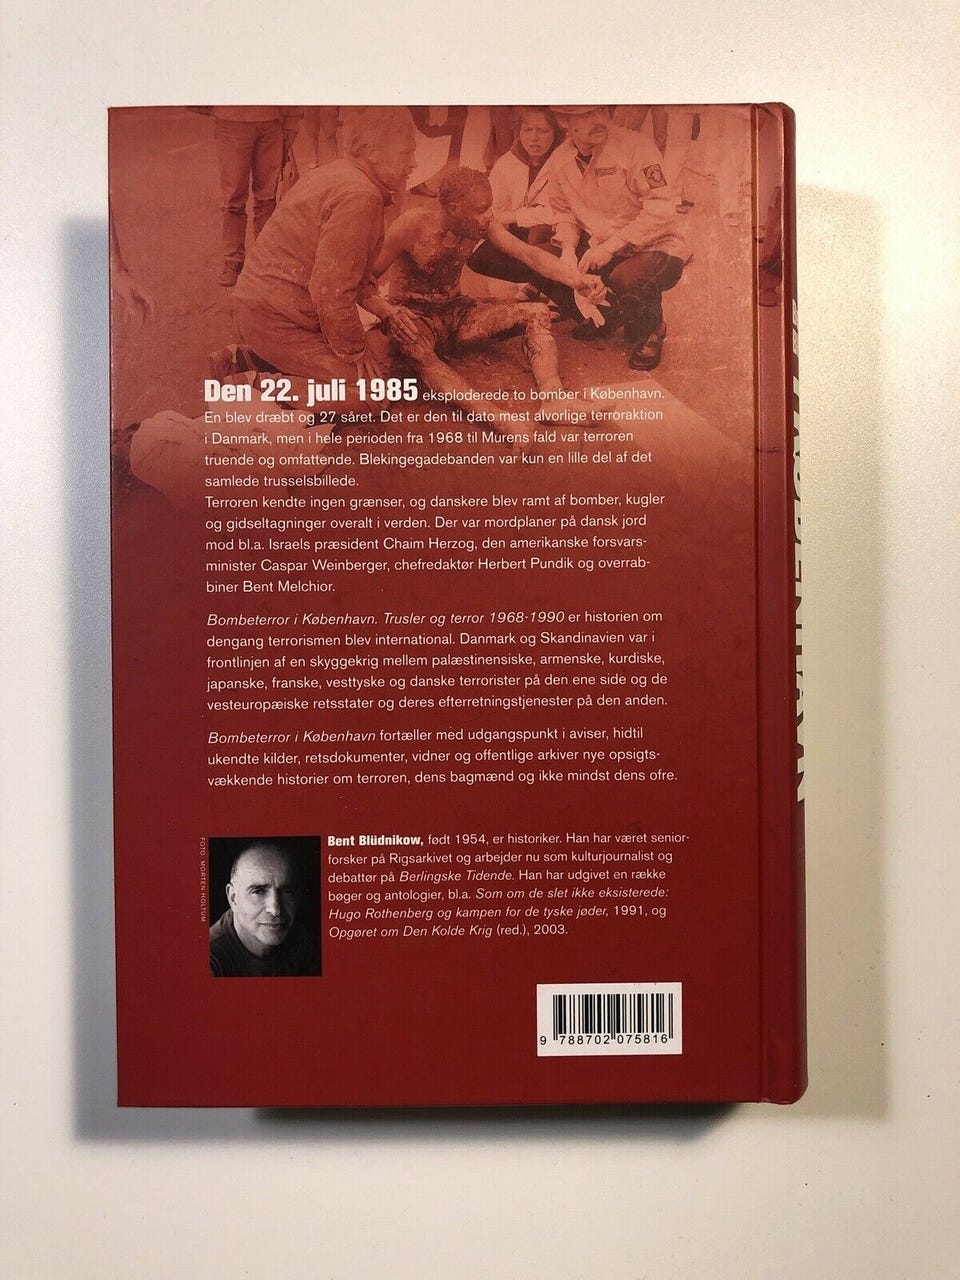 Den 22. juli 1985 eksploderede to bomber i København.
En blev dræbt og 27 såret. Det er den til dato mest alvorlige terroraktion
i Danmark, men i hele perioden fra 1968 til Murens fald var terroren
truende og omfattende. Blekingegadebanden var kun en lille del af det
samlede trusselsbillede.
Terroren kendte ingen grænser, og danskere blev ramt af bomber, kugler
og gidseltagninger overalt i verden. Der var mordplaner på dansk jord
mod bl.a. Israels præsident Chaim Herzog, den amerikanske forsvars-
minister Caspar Weinberger, chefredaktør Herbert Pundik og overrab-
biner Bent Melchior.
Bombeterror i København. Trusler og terror 1968-1990 er historien om
dengang terrorismen blev international. Danmark og Skandinavien var i
frontlinjen af en skyggekrig mellem palæstinensiske, armenske, kurdiske,
japanske, franske, vesttyske og danske terrorister på den ene side og de
vesteuropæiske retsstater og deres efterretningstjenester på den anden.
Bombeterror i København fortæller med udgangspunkt i aviser, hidtil
ukendte kilder, retsdokumenter, vidner og offentlige arkiver nye opsigts-
vækkende historier om terroren, dens bagmænd og ikke mindst dens ofre.
FOTO: MORTEN HOLTUM
Bent Blüdnikow, født 1954, er historiker. Han har været senior-
forsker på Rigsarkivet og arbejder nu som kulturjournalist og
debattør på Berlingske Tidende. Han har udgivet en række
bøger og antologier, bl.a. Som om de slet ikke eksisterede:
Hugo Rothenberg og kampen for de tyske jøder, 1991, og
Opgøret om Den Kolde Krig (red.), 2003.
9 788702 075816